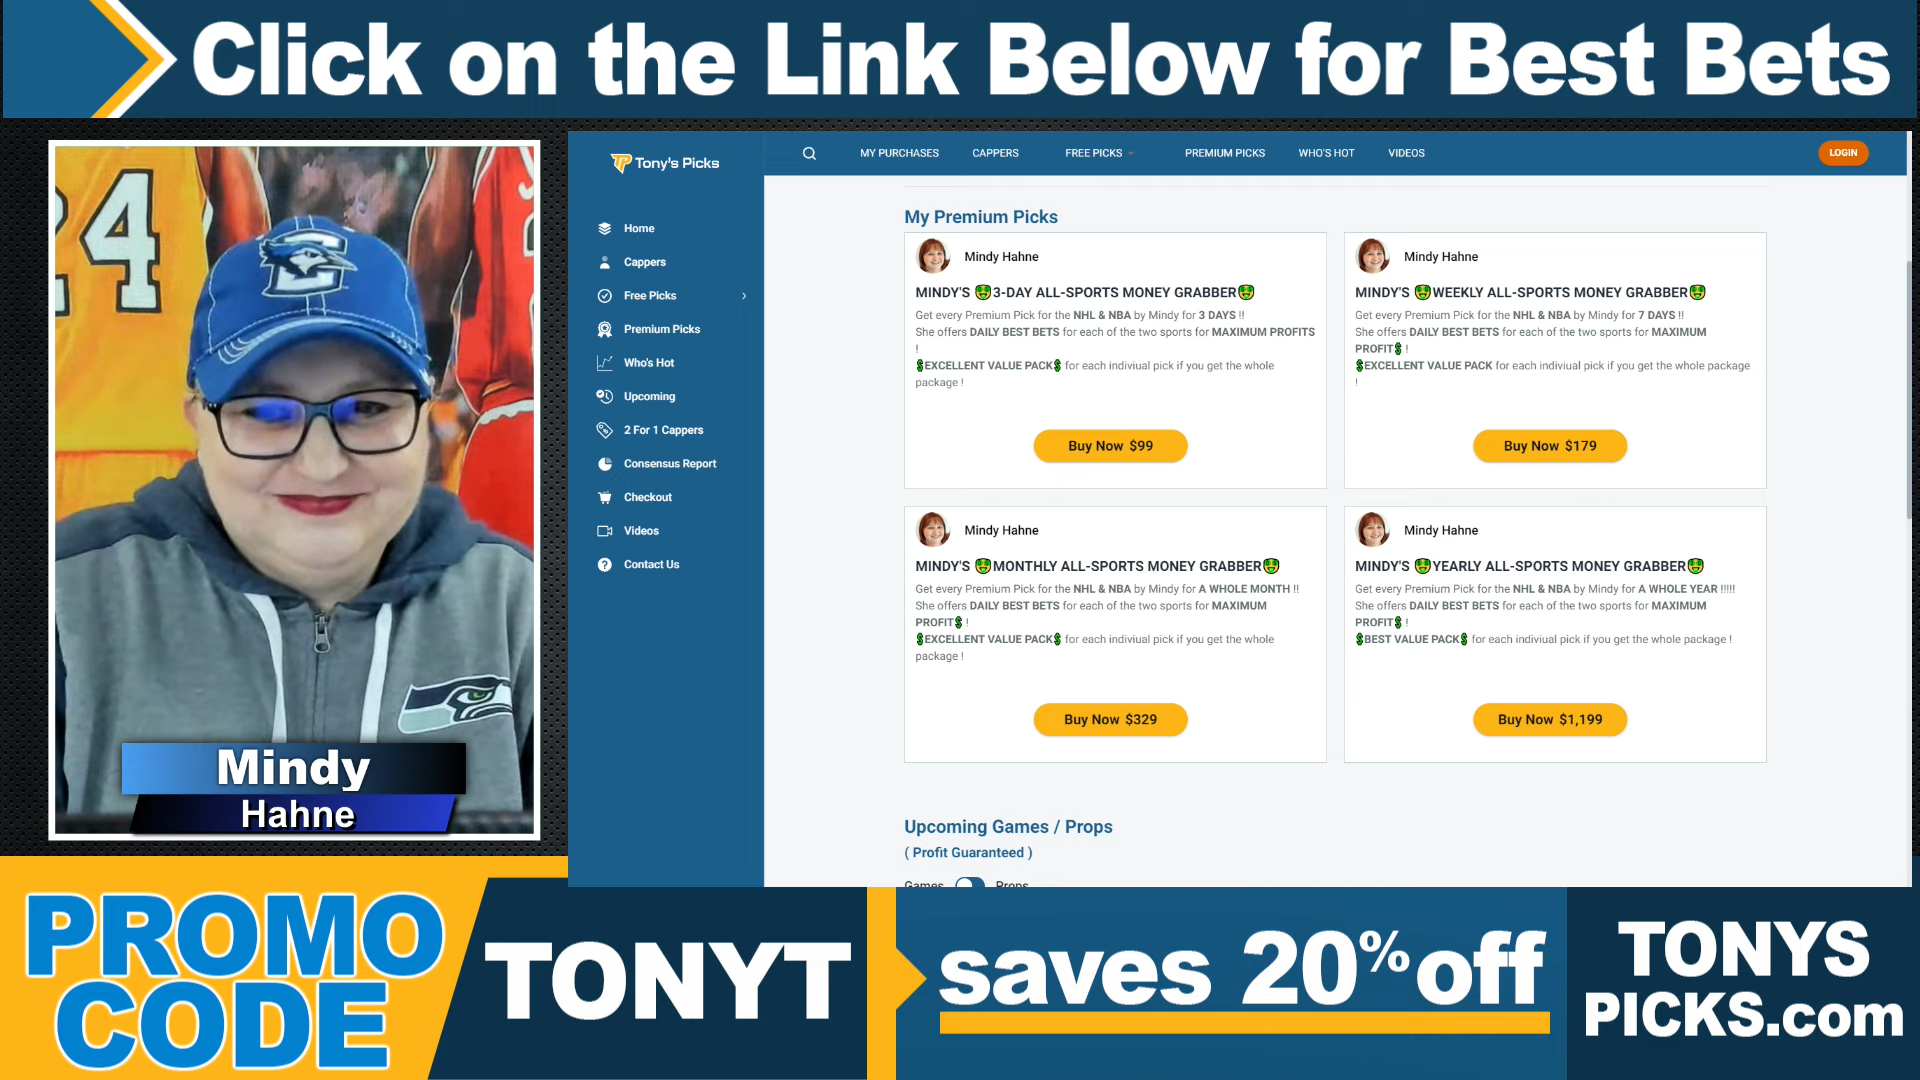 Click on the Link Below for Best Bets
24
Mindy
Hahne
TP Tony's Picks
Home
Cappers
Free Picks
Premium Picks
Who's Hot
Upcoming
2 For 1 Cappers
Consensus Report
Checkout
Videos
Contact Us
MY PURCHASES CAPPERS FREE PICKS PREMIUM PICKS WHO'S HOT VIDEOS LOGIN
My Premium Picks
Mindy Hahne
MINDY'S 🤑3-DAY ALL-SPORTS MONEY GRABBER🤑
Get every Premium Pick for the NHL & NBA by Mindy for 3 DAYS !!
She offers DAILY BEST BETS for each of the two sports for MAXIMUM PROFITS
!
💲EXCELLENT VALUE PACK💲 for each indiviual pick if you get the whole
package !
Buy Now $99
Mindy Hahne
MINDY'S 🤑WEEKLY ALL-SPORTS MONEY GRABBER🤑
Get every Premium Pick for the NHL & NBA by Mindy for 7 DAYS !!
She offers DAILY BEST BETS for each of the two sports for MAXIMUM
PROFIT💲 !
💲EXCELLENT VALUE PACK for each indiviual pick if you get the whole package
!
Buy Now $179
Mindy Hahne
MINDY'S 🤑MONTHLY ALL-SPORTS MONEY GRABBER🤑
Get every Premium Pick for the NHL & NBA by Mindy for A WHOLE MONTH !!
She offers DAILY BEST BETS for each of the two sports for MAXIMUM
PROFIT💲 !
💲EXCELLENT VALUE PACK💲 for each indiviual pick if you get the whole
package !
Buy Now $329
Mindy Hahne
MINDY'S 🤑YEARLY ALL-SPORTS MONEY GRABBER🤑
Get every Premium Pick for the NHL & NBA by Mindy for A WHOLE YEAR !!!!!
She offers DAILY BEST BETS for each of the two sports for MAXIMUM
PROFIT💲 !
💲BEST VALUE PACK💲 for each indiviual pick if you get the whole package !
Buy Now $1,199
Upcoming Games / Props
( Profit Guaranteed )
Games Props
PROMO
CODE
TONYT
saves 20% off
TONYS
PICKS.com